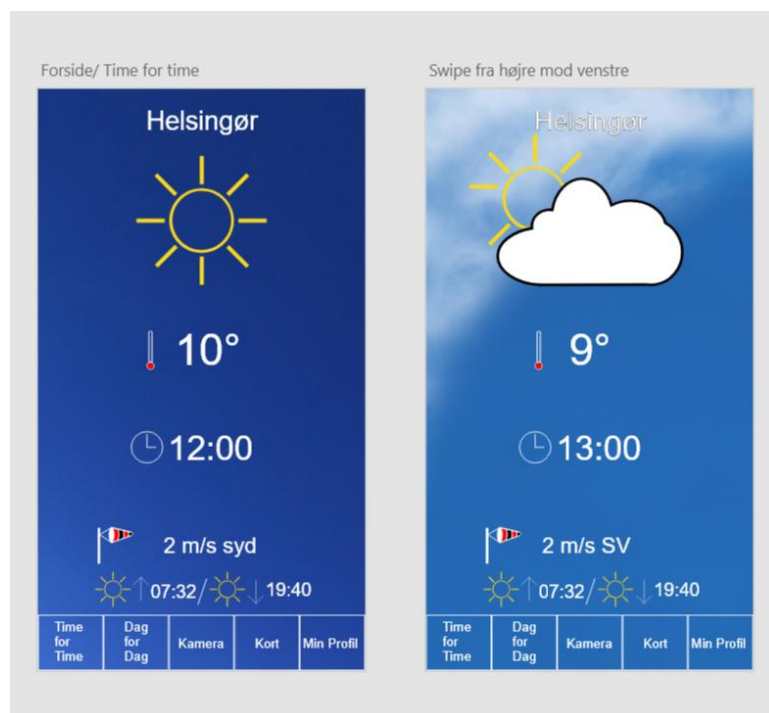 Forside/ Time for time
Helsingør
10°
12:00
2 m/s syd
07:32/ 19:40
Time for Time
Dag for Dag
Kamera
Kort
Min Profil
Swipe fra højre mod venstre
Helsingør
9°
13:00
2 m/s SV
07:32/ 19:40
Time for Time
Dag for Dag
Kamera
Kort
Min Profil